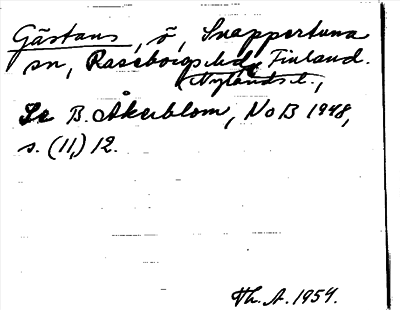 Gästans, ö, Snappertuna
sn, Raseborgs hd, Finland.
Nylands l.,
Se B. Åkerblom, NoB 1948,
s. (11,) 12.
Th. A. 1954.